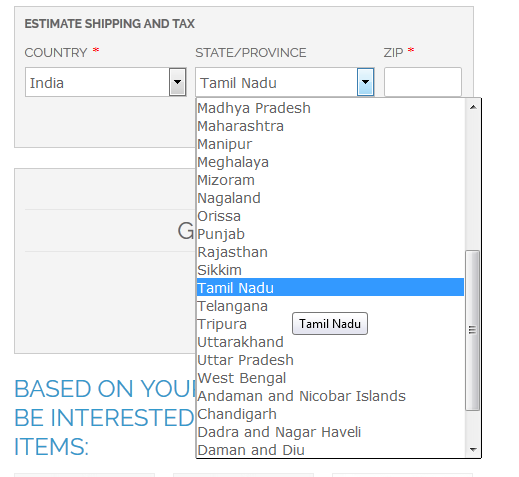 ESTIMATE SHIPPING AND TAX
COUNTRY * STATE/PROVINCE ZIP *
India Tamil Nadu
Madhya Pradesh
Maharashtra
Manipur
Meghalaya
Mizoram
Nagaland
Orissa
Punjab
G
Rajasthan
Sikkim
Tamil Nadu
Telangana
Tripura
Tamil Nadu
Uttarakhand
Uttar Pradesh
West Bengal
Andaman and Nicobar Islands
Chandigarh
Dadra and Nagar Haveli
Daman and Diu
BASED ON YOU
BE INTERESTED
ITEMS: